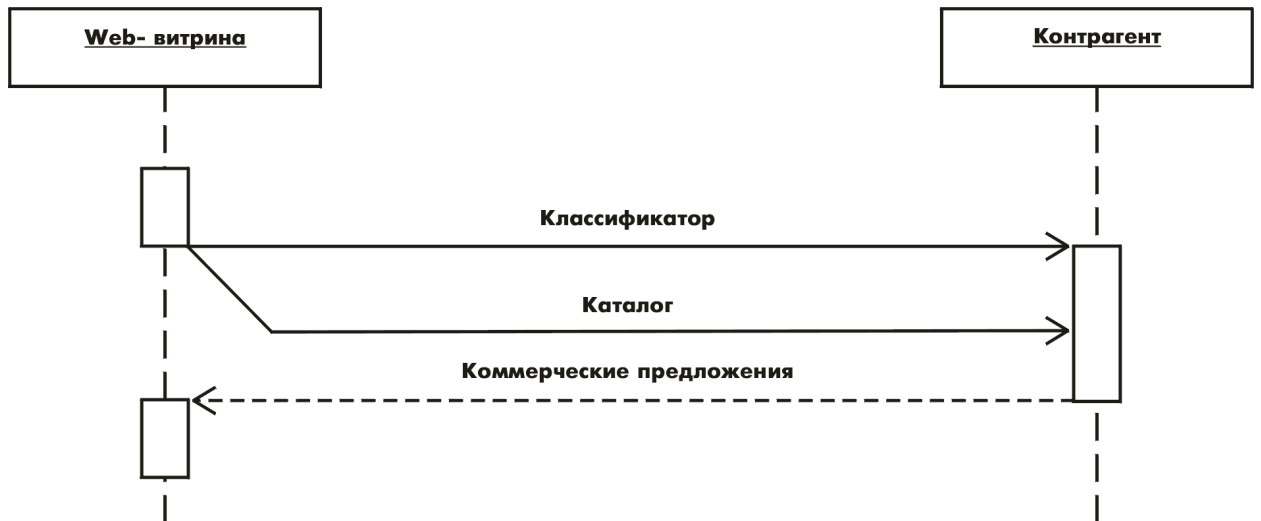 Web- витрина
Контрагент
Классификатор
Каталог
Коммерческие предложения